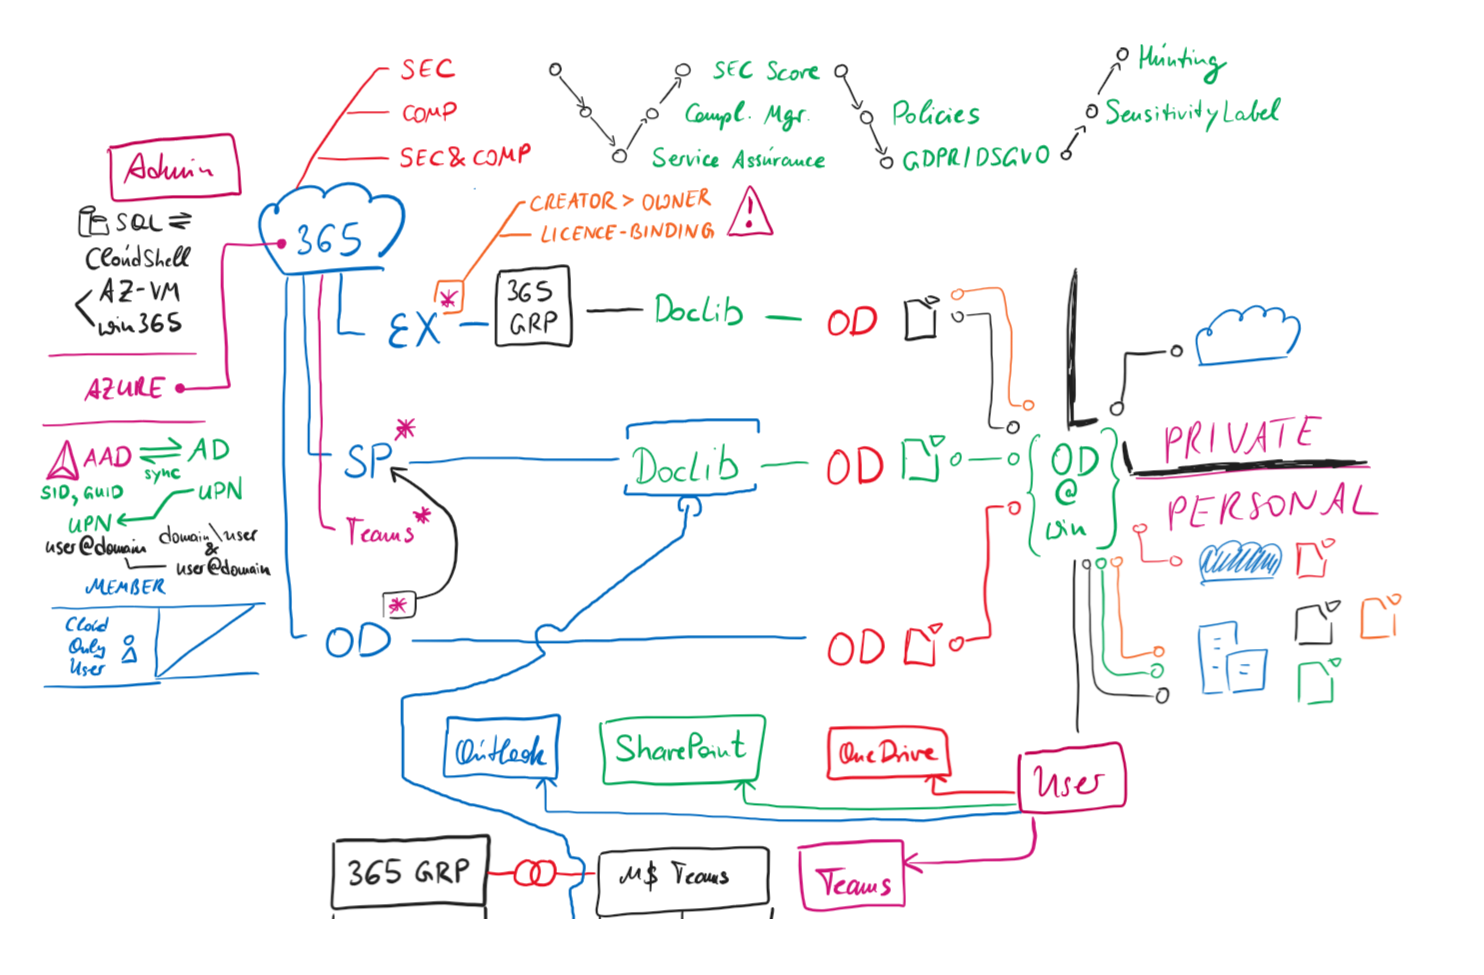 SEC
COMP
SEC & COMP
SEC Score
Compl. Mgr.
Service Assurance
Policies
GDPR/DSGVO
Hunting
Sensitivity Label
Admin
SQL ⇌
CloudShell
AZ-VM
win365
AZURE
AAD ⇌ AD
sync
SID, GUID
UPN
UPN
user@domain
domain\user
&
user@domain
MEMBER
Cloud
Only
User
365
CREATOR > OWNER
LICENCE-BINDING
!
EX *
365
GRP
Doclib
OD
SP *
Doclib
OD
Teams *
*
OD
OD
OD
@
win
PRIVATE
PERSONAL
Outlook
SharePoint
OneDrive
User
365 GRP
M$ Teams
Teams